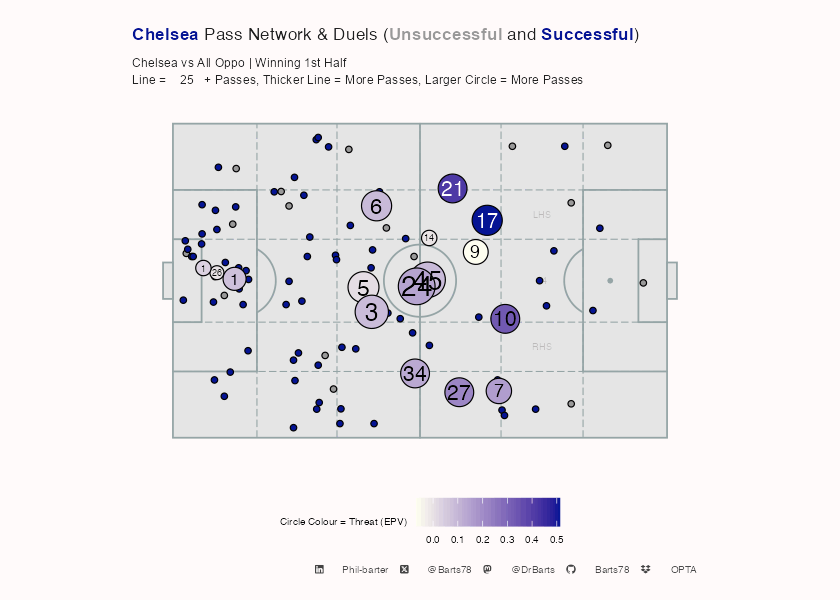 Chelsea Pass Network & Duels (Unsuccessful and Successful)
Chelsea vs All Oppo | Winning 1st Half
Line = 25 + Passes, Thicker Line = More Passes, Larger Circle = More Passes
21
6
17
LHS
14
9
1
26
1
5
24
45
3
10
RHS
34
27
7
Circle Colour = Threat (EPV)
0.0 0.1 0.2 0.3 0.4 0.5
Phil-barter @Barts78 @DrBarts Barts78 OPTA